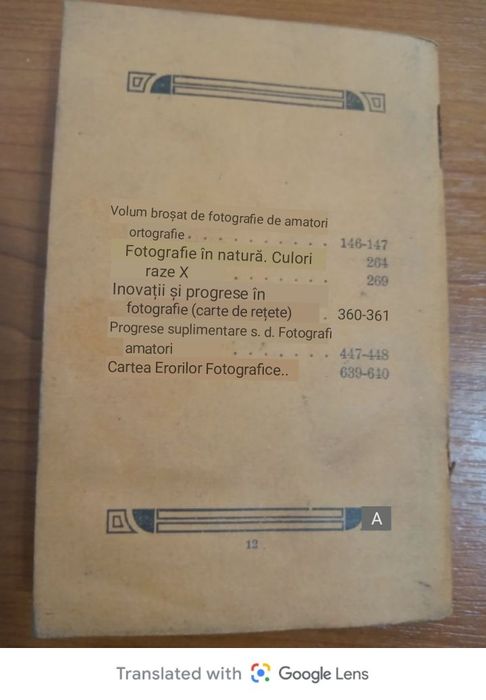 Volum broșat de fotografie de amatori
ortografie . . . . . . . . . . 146-147
Fotografie în natură. Culori 264
raze X . . . . . . . 269
Inovații și progrese în
fotografie (carte de rețete) . 360-361
Progrese suplimentare s. d. Fotografi
amatori . . . . . . . 447-448
Cartea Erorilor Fotografice.. 639-640
A
12
Translated with Google Lens